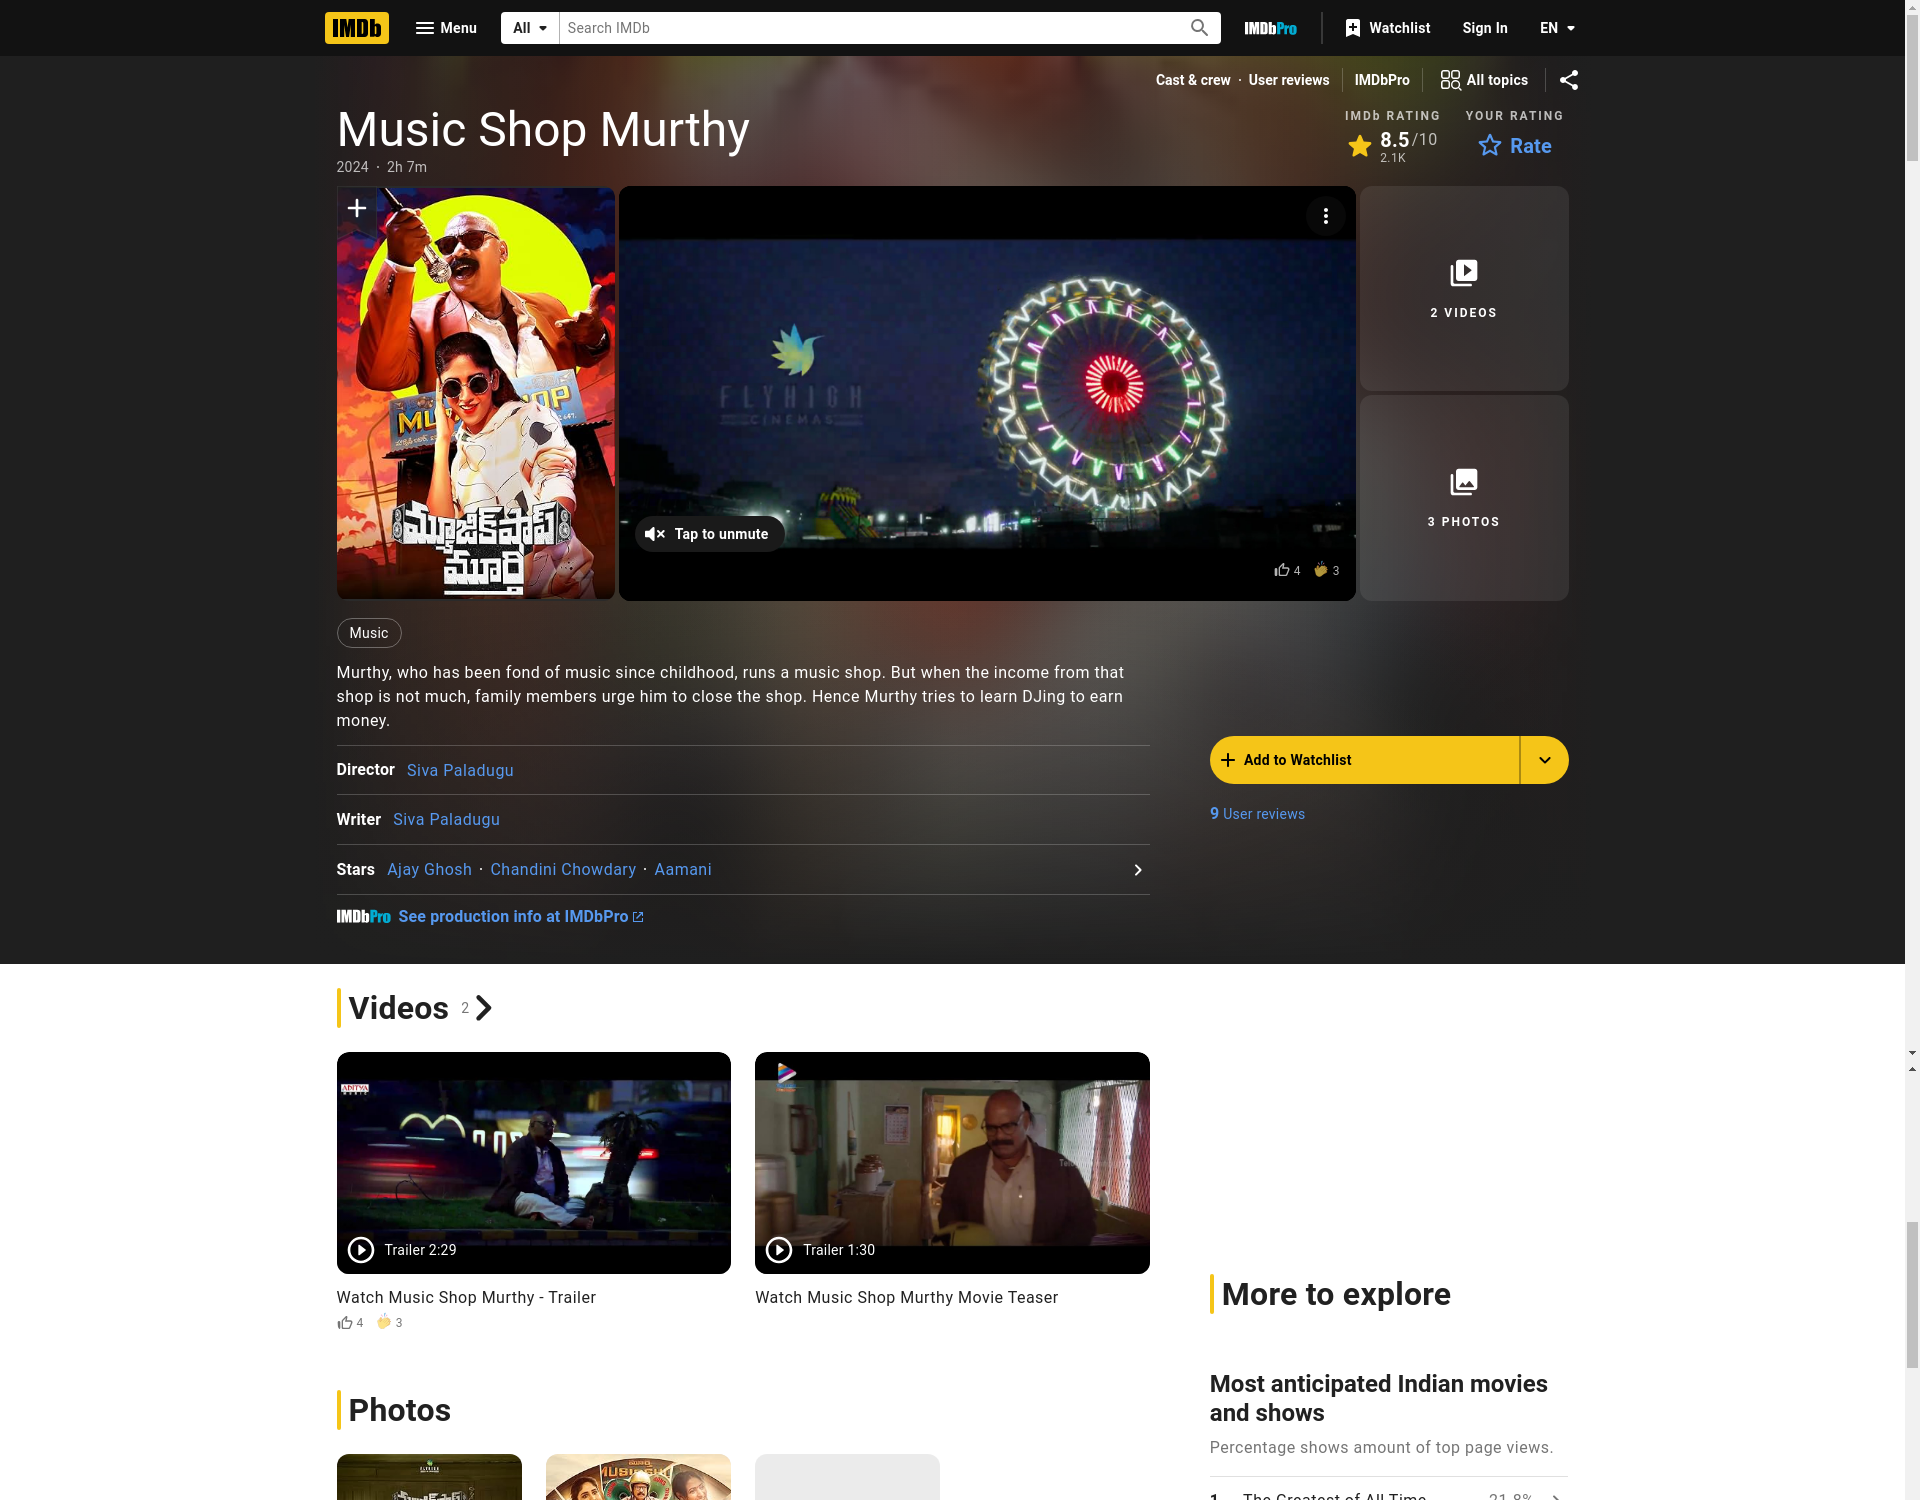 IMDb
Menu
All
Search IMDb
IMDbPro
Watchlist
Sign In
EN
Cast & crew · User reviews
IMDbPro
All topics
Music Shop Murthy
2024 · 2h 7m
IMDb RATING
8.5/10
2.1K
YOUR RATING
Rate
మ్యూజిక్ షాప్
మూర్తి
FLYHIGH
CINEMAS
Tap to unmute
4
3
2 VIDEOS
3 PHOTOS
Music
Murthy, who has been fond of music since childhood, runs a music shop. But when the income from that
shop is not much, family members urge him to close the shop. Hence Murthy tries to learn DJing to earn
money.
Add to Watchlist
9 User reviews
Director Siva Paladugu
Writer Siva Paladugu
Stars Ajay Ghosh · Chandini Chowdary · Aamani
IMDbPro See production info at IMDbPro
Videos 2
ADITYA
MUSIC
Trailer 2:29
Trailer 1:30
Watch Music Shop Murthy - Trailer
4
3
Watch Music Shop Murthy Movie Teaser
Photos
More to explore
Most anticipated Indian movies
and shows
Percentage shows amount of top page views.
1 The Greatest of All Time 21.8%